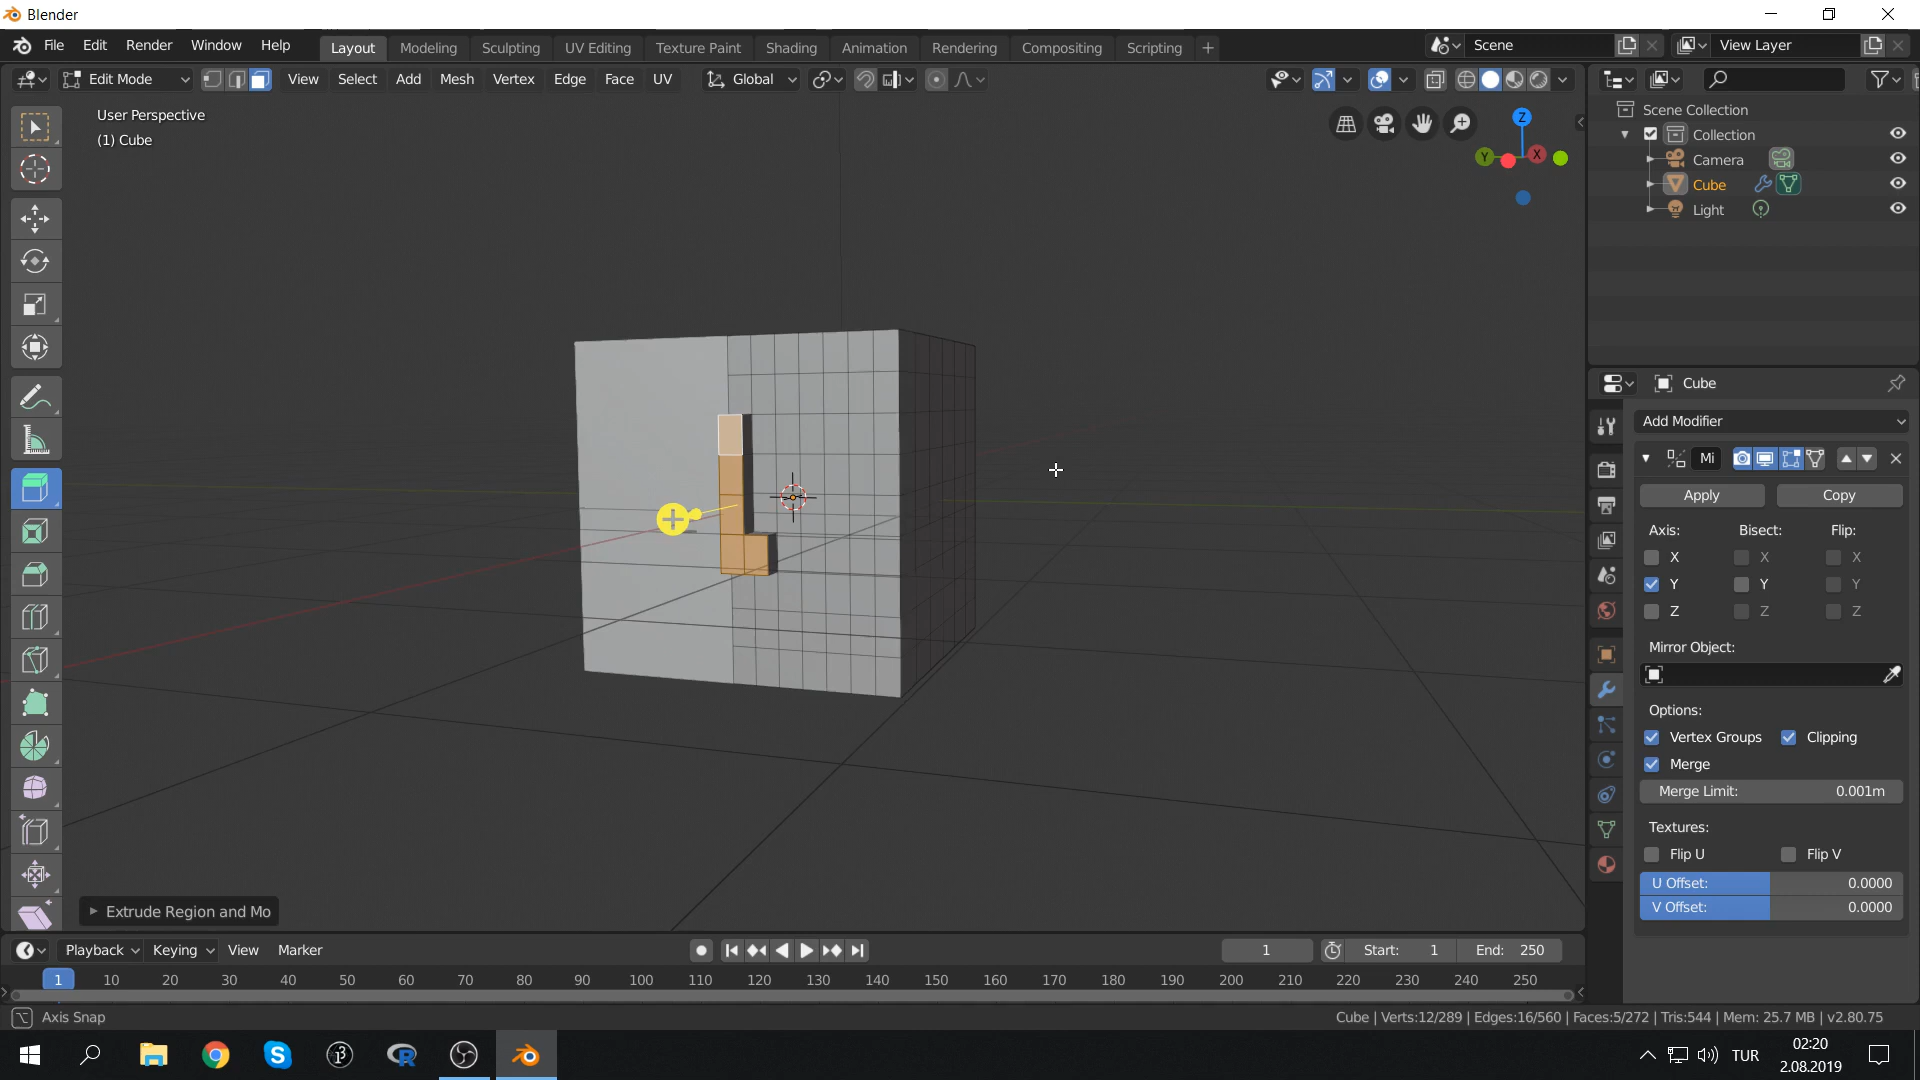 Blender
File Edit Render Window Help Layout Modeling Sculpting UV Editing Texture Paint Shading Animation Rendering Compositing Scripting + Scene View Layer
Edit Mode View Select Add Mesh Vertex Edge Face UV Global
User Perspective
(1) Cube
Z
Y X
Scene Collection
Collection
Camera
Cube
Light
Cube
Add Modifier
Mi
Apply Copy
Axis: Bisect: Flip:
X X X
Y Y Y
Z Z Z
Mirror Object:
Options:
Vertex Groups Clipping
Merge
Merge Limit: 0.001m
Textures:
Flip U Flip V
U Offset: 0.0000
V Offset: 0.0000
Extrude Region and Mo
Playback Keying View Marker 1 Start: 1 End: 250
1 10 20 30 40 50 60 70 80 90 100 110 120 130 140 150 160 170 180 190 200 210 220 230 240 250
Axis Snap
Cube | Verts:12/289 | Edges:16/560 | Faces:5/272 | Tris:544 | Mem: 25.7 MB | v2.80.75
TUR
02:20
2.08.2019